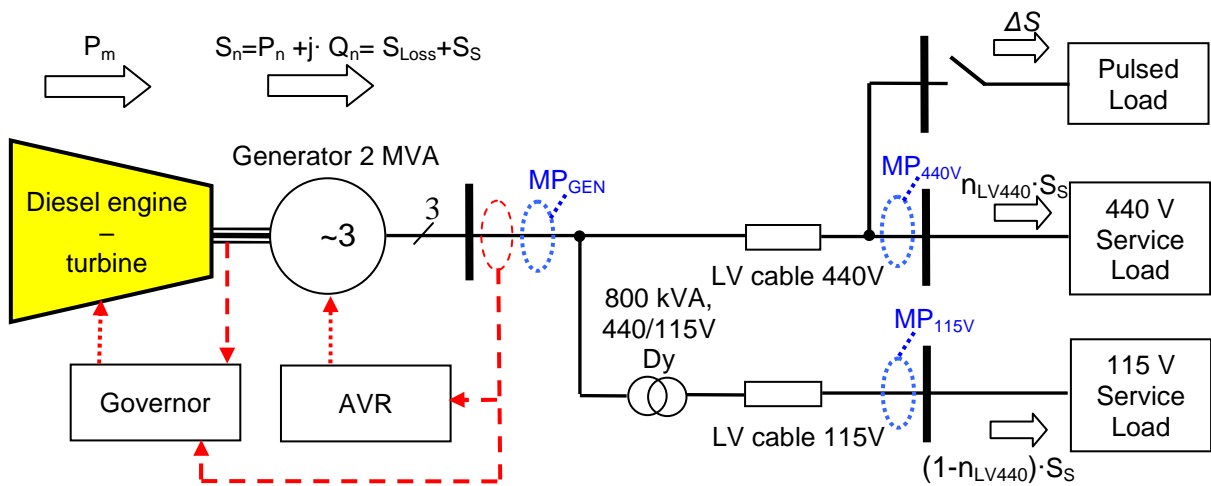 P_m
S_n=P_n +j· Q_n= S_Loss+S_S
ΔS
Pulsed
Load
Generator 2 MVA
MP_GEN
MP_440V
n_LV440·S_S
Diesel engine
–
turbine
~3
3
440 V
Service
Load
LV cable 440V
800 kVA,
440/115V
Dy
MP_115V
Governor
AVR
LV cable 115V
115 V
Service
Load
(1-n_LV440)·S_S